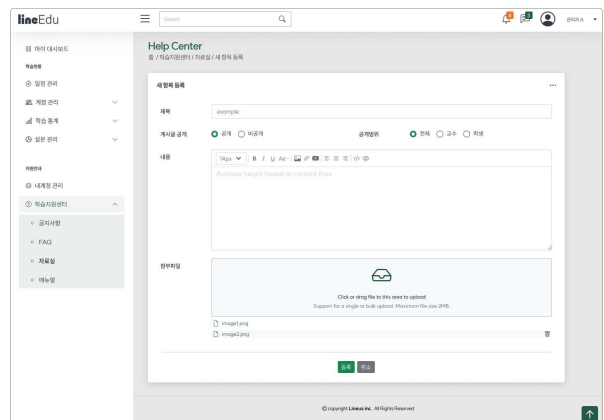 lineEdu
Search
4
3
관리자 A
마이 대시보드
학습현황
일정 관리
계정 관리
학습 통계
설문 관리
지원안내
내계정 관리
학습지원센터
공지사항
FAQ
자료실
매뉴얼
Help Center
홈 / 학습지원센터 / 자료실 / 새 항목 등록
새 항목 등록
제목
example
게시글 공개
공개
비공개
공개범위
전체
교수
학생
내용
14px
B I U Aa
Autosize height based on content lines
첨부파일
Click or drag file to this area to upload
Support for a single or bulk upload. Maximum file size 2MB.
image1.png
image2.png
등록
취소
© copyright Lineus inc. All Rights Reserved